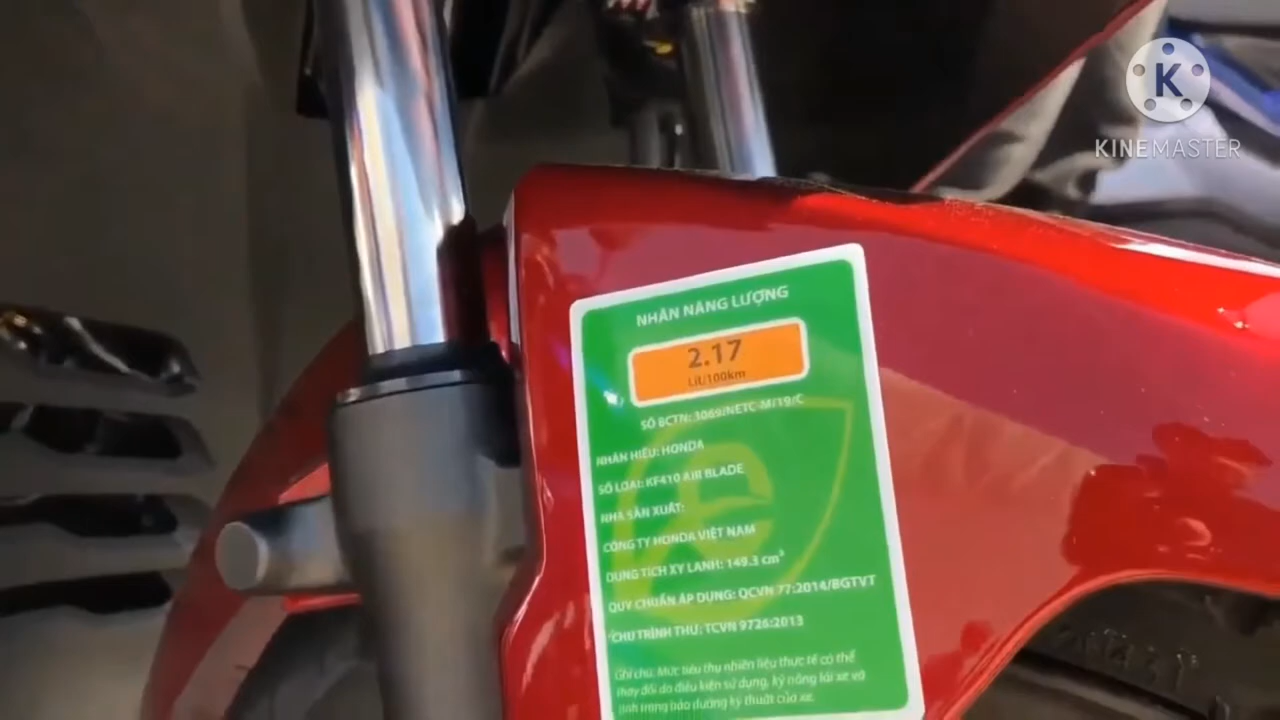 K
KINEMASTER
NHÃN NĂNG LƯỢNG
2.17
Lít/100km
SỐ BCTN: 3069/NETC-M/19/C
NHÃN HIỆU: HONDA
SỐ LOẠI: KF410 AIR BLADE
NHÀ SẢN XUẤT:
CÔNG TY HONDA VIỆT NAM
DUNG TÍCH XY LANH: 149.3 cm³
QUY CHUẨN ÁP DỤNG: QCVN 77:2014/BGTVT
CHU TRÌNH THỬ: TCVN 9726:2013
Ghi chú: Mức tiêu thụ nhiên liệu thực tế có thể
thay đổi do điều kiện sử dụng, kỹ năng lái xe và
tình trạng bảo dưỡng kỹ thuật của xe.